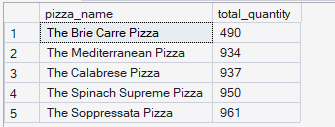 pizza_name total_quantity
1 The Brie Carre Pizza 490
2 The Mediterranean Pizza 934
3 The Calabrese Pizza 937
4 The Spinach Supreme Pizza 950
5 The Soppressata Pizza 961